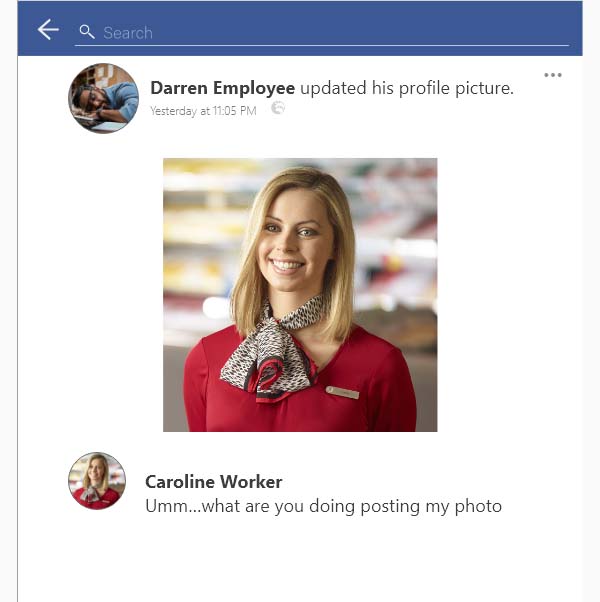 Search
Darren Employee updated his profile picture.
Yesterday at 11:05 PM
Caroline Worker
Umm...what are you doing posting my photo